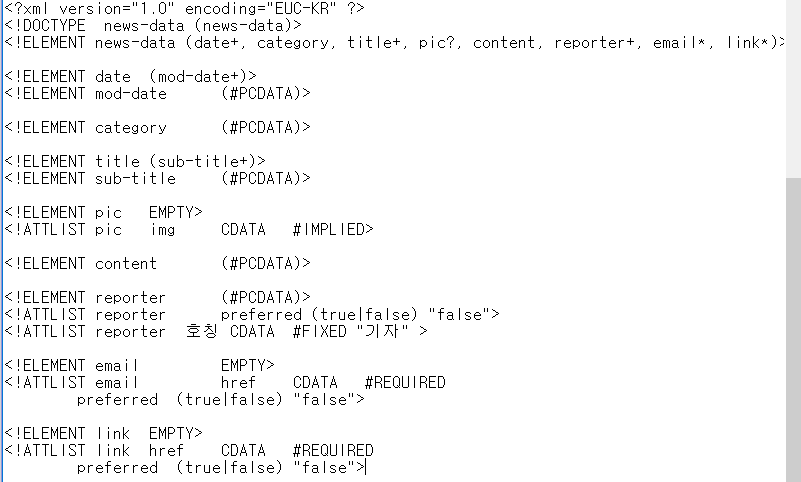 <?xml version="1.0" encoding="EUC-KR" ?>
<!DOCTYPE  news-data (news-data)>
<!ELEMENT news-data (date+, category, title+, pic?, content, reporter+, email*, link*)>
<!ELEMENT date  (mod-date+)>
<!ELEMENT mod-date      (#PCDATA)>
<!ELEMENT category      (#PCDATA)>
<!ELEMENT title (sub-title+)>
<!ELEMENT sub-title     (#PCDATA)>
<!ELEMENT pic   EMPTY>
<!ATTLIST pic   img     CDATA   #IMPLIED>
<!ELEMENT content       (#PCDATA)>
<!ELEMENT reporter      (#PCDATA)>
<!ATTLIST reporter      preferred (true|false) "false">
<!ATTLIST reporter  호칭 CDATA  #FIXED "기자" >
<!ELEMENT email         EMPTY>
<!ATTLIST email         href    CDATA   #REQUIRED
        preferred  (true|false) "false">
<!ELEMENT link  EMPTY>
<!ATTLIST link  href    CDATA   #REQUIRED
        preferred  (true|false) "false">